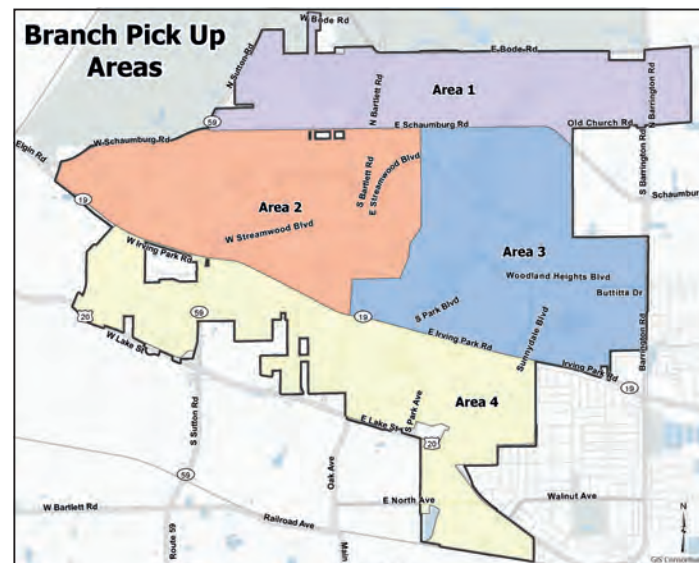 Branch Pick Up
Areas
W Bode Rd
E Bode Rd
N Sutton Rd
N Bartlett Rd
Area 1
N Barrington Rd
59
E Schaumburg Rd
Old Church Rd
W Schaumburg Rd
Elgin Rd
S Barrington Rd
Schaumbur
S Bartlett Rd
E Streamwood Blvd
19
Area 2
W Streamwood Blvd
Area 3
W Irving Park Rd
Woodland Heights Blvd
Buttitta Dr
20
59
S Park Blvd
19
E Irving Park Rd
Sunnydale Blvd
Barrington Rd
W Lake St
Irving Park Rd
19
Area 4
S Park Ave
E Lake St
20
S Sutton Rd
59
Oak Ave
E North Ave
Walnut Ave
W Bartlett Rd
Railroad Ave
Route 59
Main
N
GIS Consortiu